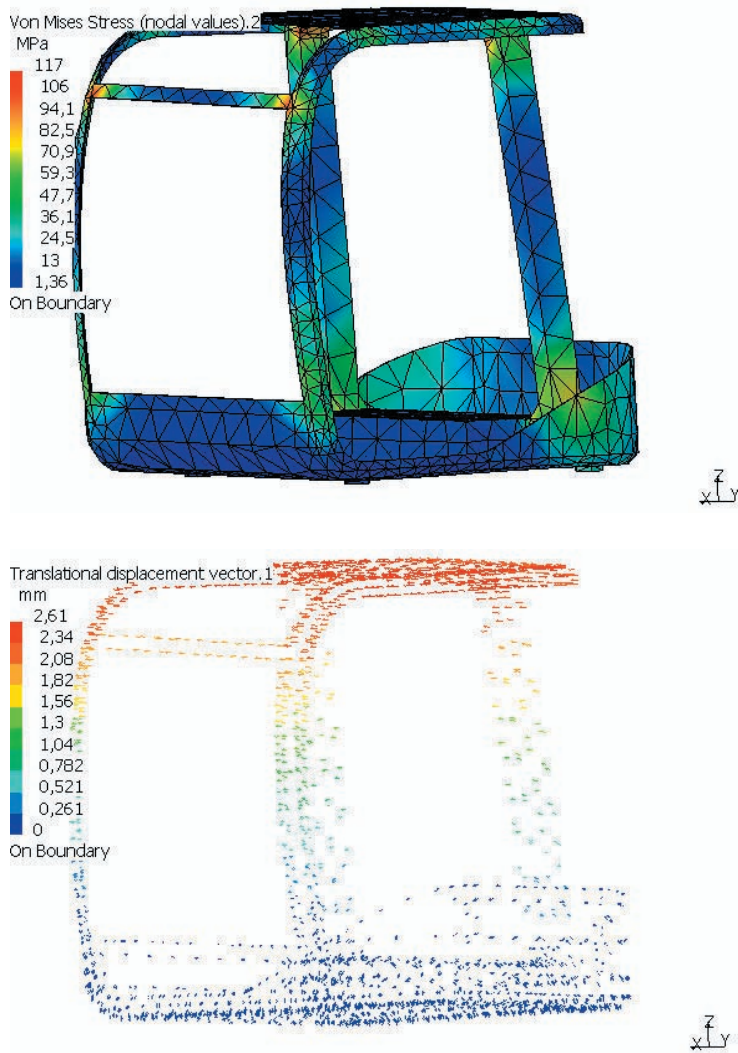 Von Mises Stress (nodal values).2
MPa
117
106
94,1
82,5
70,9
59,3
47,7
36,1
24,5
13
1,36
On Boundary
Z
X Y
Translational displacement vector.1
mm
2,61
2,34
2,08
1,82
1,56
1,3
1,04
0,782
0,521
0,261
0
On Boundary
Z
X Y